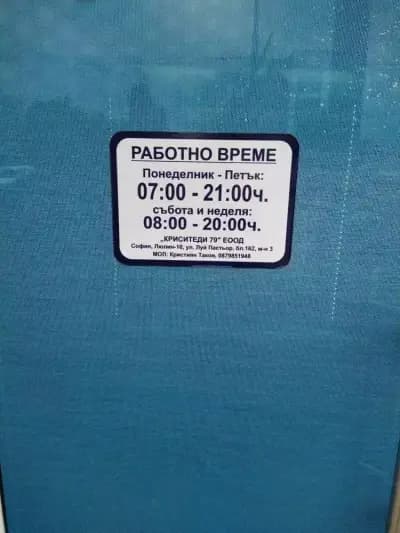 РАБОТНО ВРЕМЕ
Понеделник - Петък:
07:00 - 21:00ч.
събота и неделя:
08:00 - 20:00ч.
„КРИСИТЕДИ 79" ЕООД
София, Люлин-10, ул. Луи Пастьор, бл.162, м-н 3
МОЛ: Кристиян Таков, 0879851948